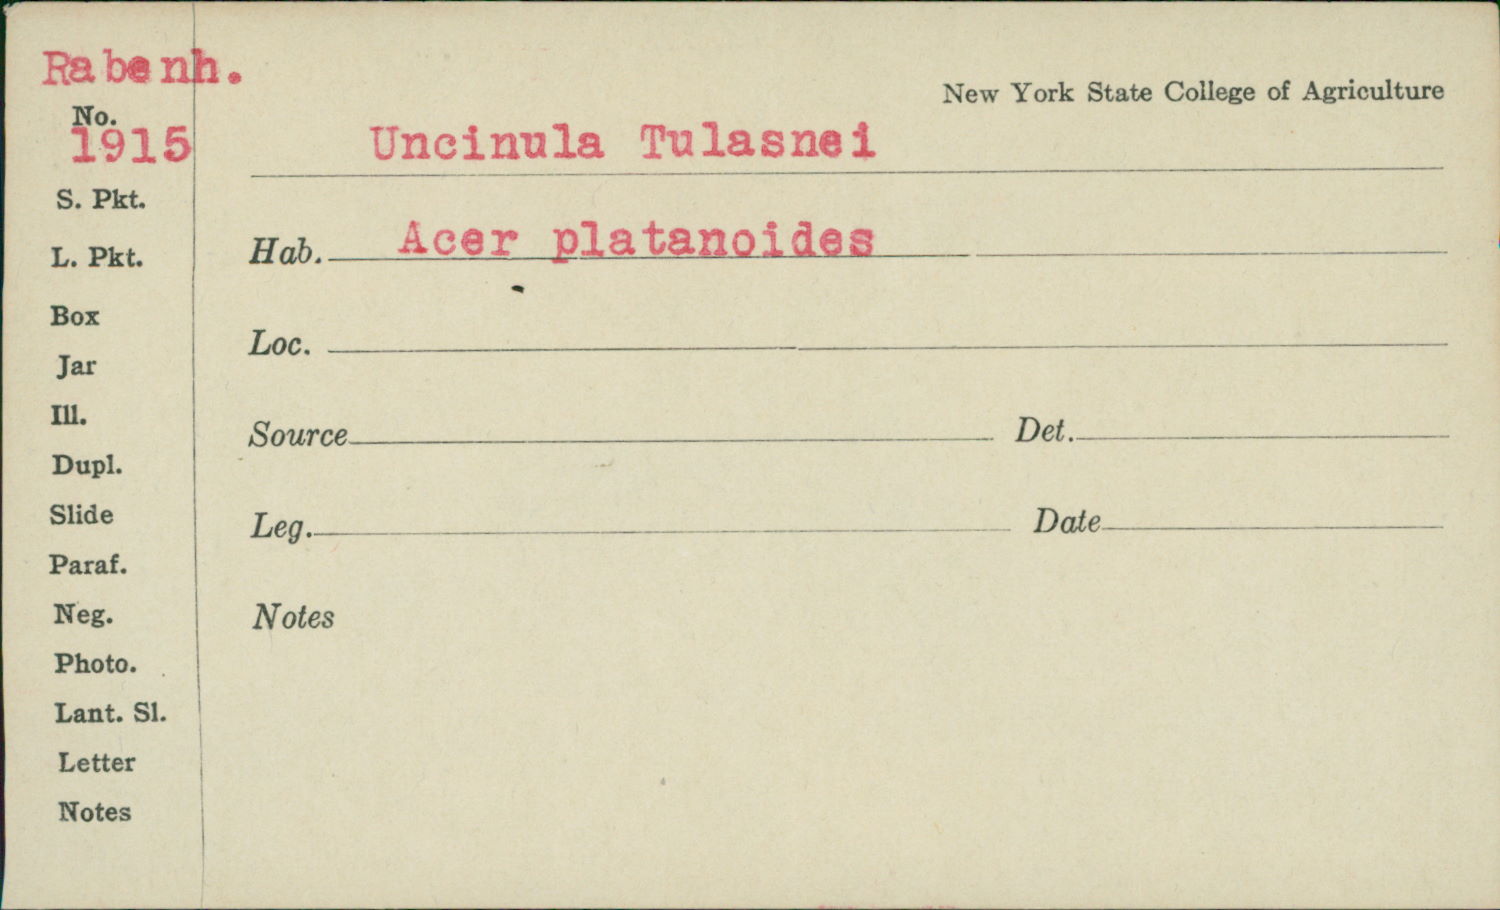 Rabenh.
New York State College of Agriculture
No.
1915
Uncinula Tulasnei
S. Pkt.
Hab. Acer platanoides
L. Pkt.
Box
Loc.
Jar
Ill.
Source Det.
Dupl.
Slide
Leg. Date
Paraf.
Neg.
Notes
Photo.
Lant. Sl.
Letter
Notes